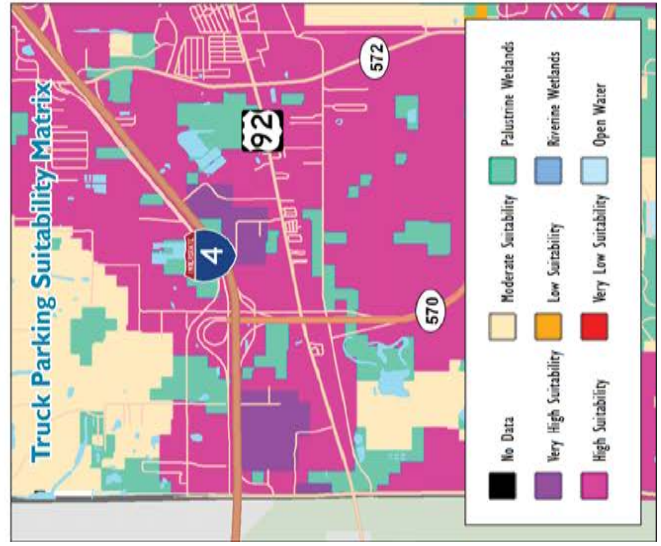 Truck Parking Suitability Matrix
INTERSTATE
4
92
572
570
No Data
Very High Suitability
High Suitability
Moderate Suitability
Low Suitability
Very Low Suitability
Palustrine Wetlands
Riverine Wetlands
Open Water